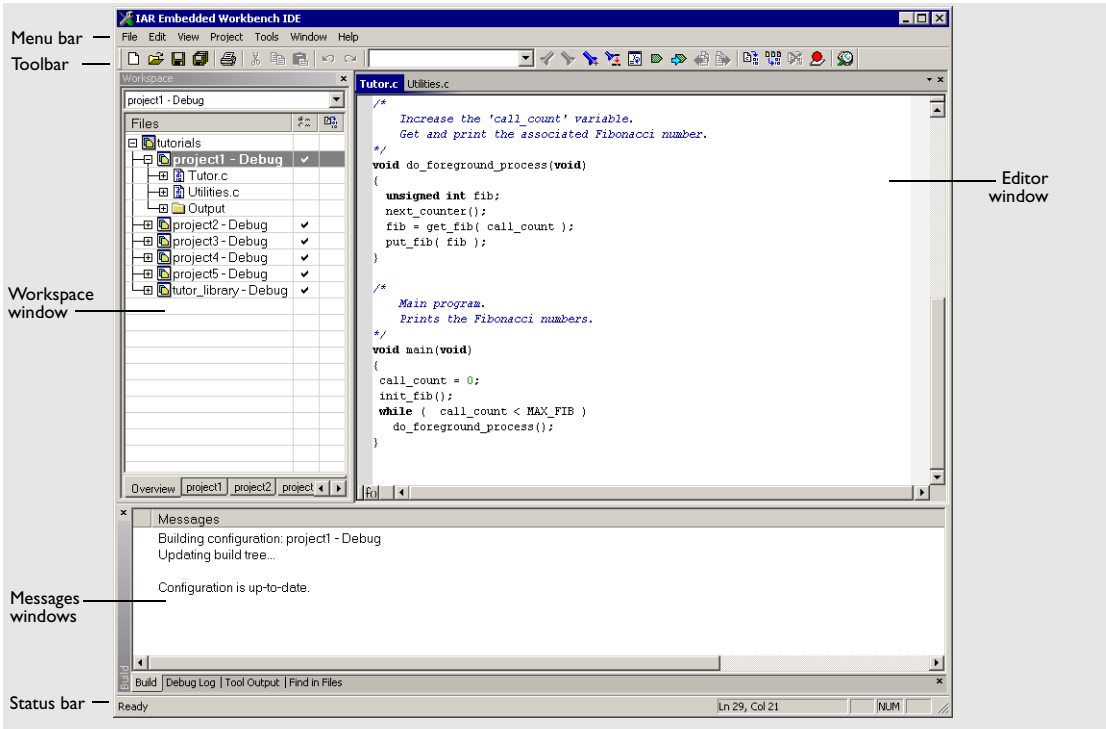 IAR Embedded Workbench IDE
Menu bar
File Edit View Project Tools Window Help
Toolbar
Workspace
project1 - Debug
Files
tutorials
project1 - Debug
Tutor.c
Utilities.c
Output
project2 - Debug
project3 - Debug
project4 - Debug
project5 - Debug
tutor_library - Debug
Workspace
window
Overview project1 project2 project
Tutor.c Utilities.c
/*
Increase the 'call_count' variable.
Get and print the associated Fibonacci number.
*/
void do_foreground_process(void)
{
unsigned int fib;
next_counter();
fib = get_fib( call_count );
put_fib( fib );
}
/*
Main program.
Prints the Fibonacci numbers.
*/
void main(void)
{
call_count = 0;
init_fib();
while ( call_count < MAX_FIB )
do_foreground_process();
}
f()
Editor
window
Messages
Building configuration: project1 - Debug
Updating build tree...
Configuration is up-to-date.
Messages
windows
Build
Build Debug Log Tool Output Find in Files
Status bar
Ready
Ln 29, Col 21
NUM